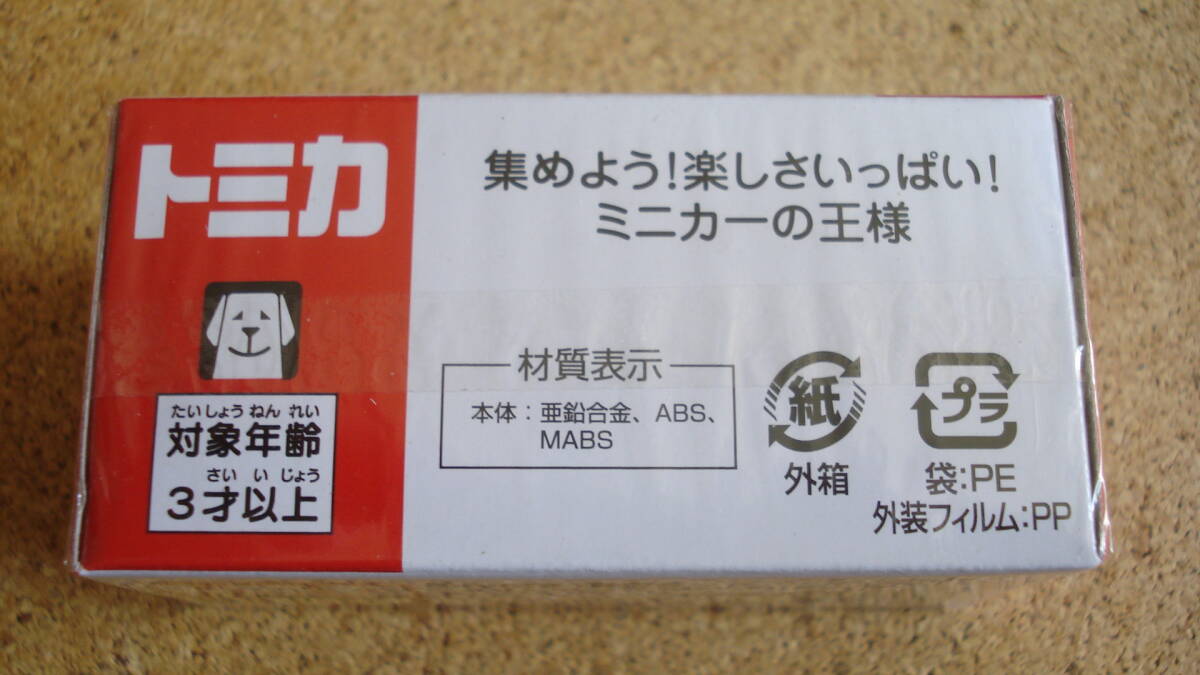 トミカ
たいしょうねんれい
対象年齢
さいいじょう
3才以上
集めよう!楽しさいっぱい!
ミニカーの王様
材質表示
本体:亜鉛合金、ABS、
MABS
紙
外箱
プラ
袋:PE
外装フィルム:PP